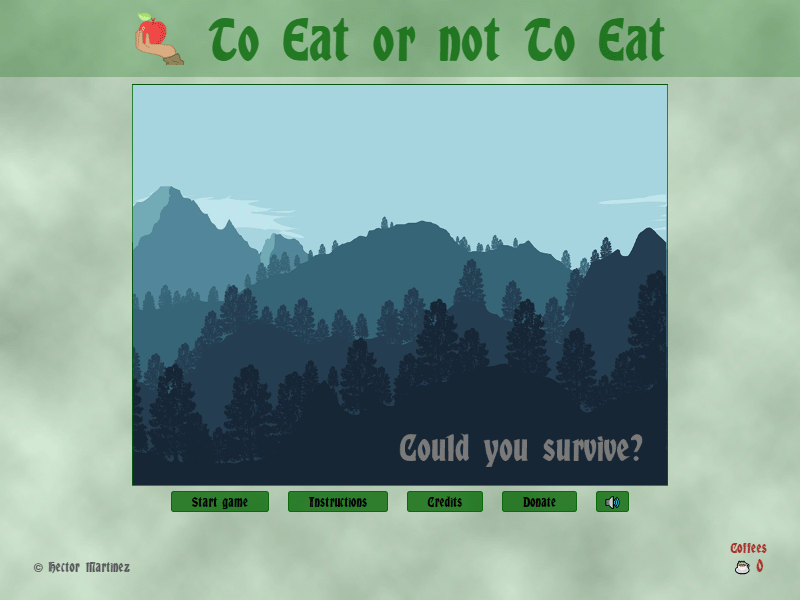 To Eat or not To Eat
Could you survive?
Start game
Instructions
Credits
Donate
Coffees
0
© Hector Martinez